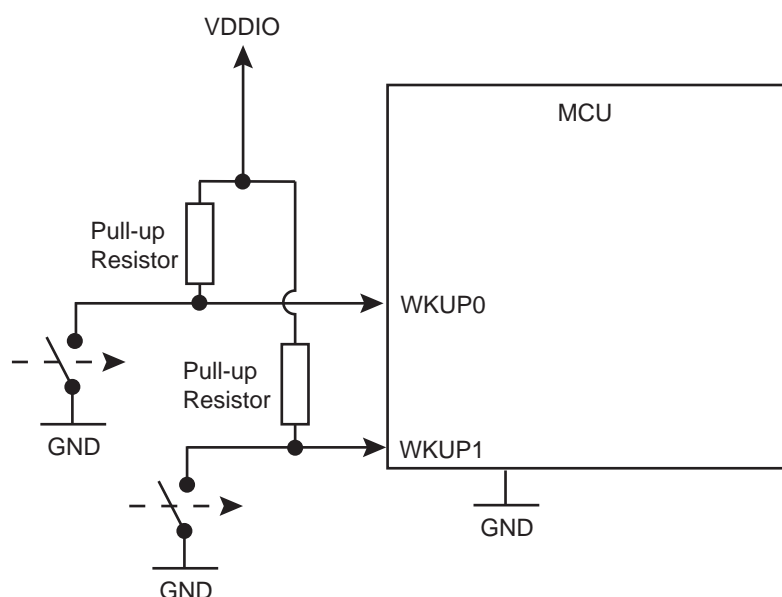 VDDIO
MCU
Pull-up
Resistor
WKUP0
Pull-up
Resistor
GND
WKUP1
GND
GND